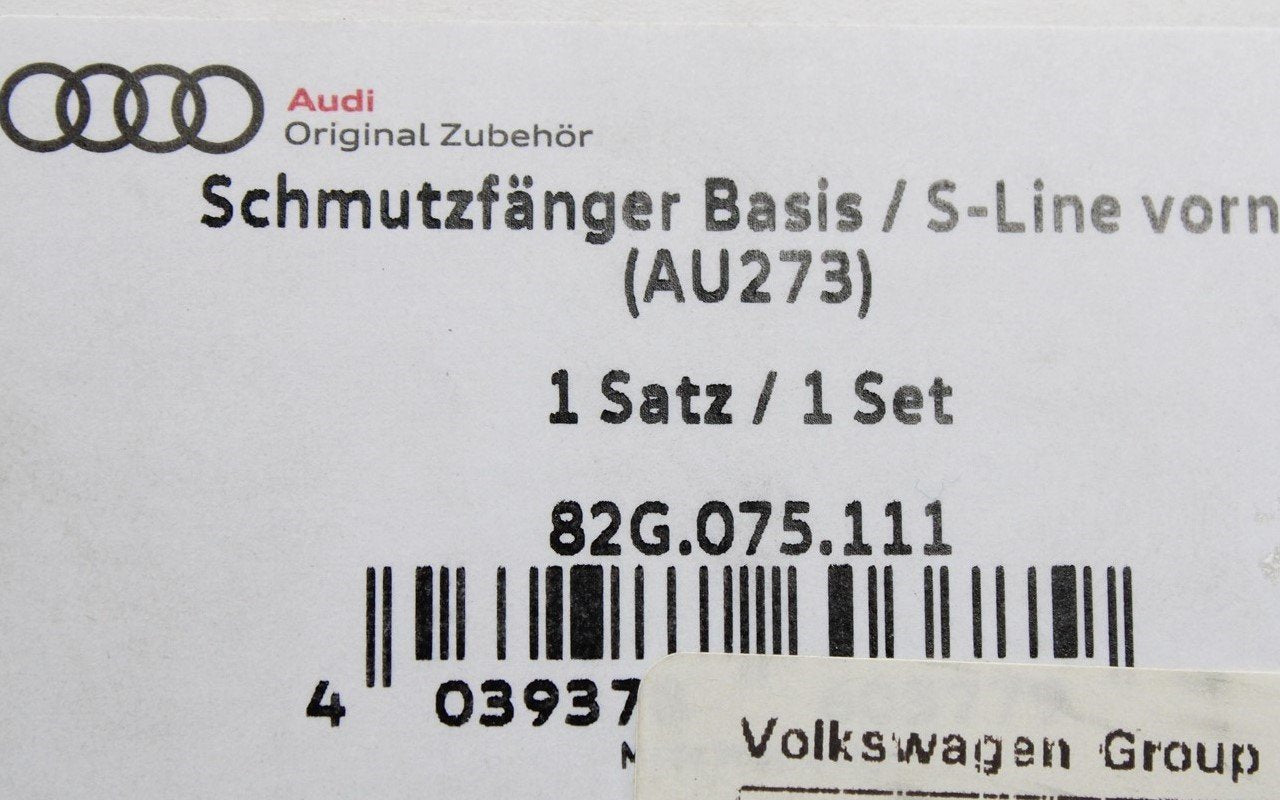 Audi
Original Zubehör
Schmutzfänger Basis / S-Line vorn
(AU273)
1 Satz / 1 Set
82G.075.111
4 03937
Volkswagen Group